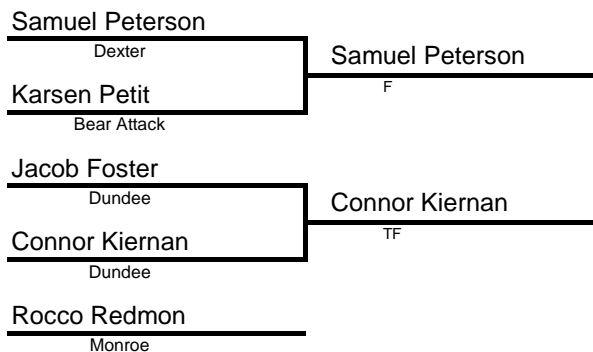 Samuel Peterson
Dexter
Samuel Peterson
F
Karsen Petit
Bear Attack
Jacob Foster
Dundee
Connor Kiernan
TF
Connor Kiernan
Dundee
Rocco Redmon
Monroe